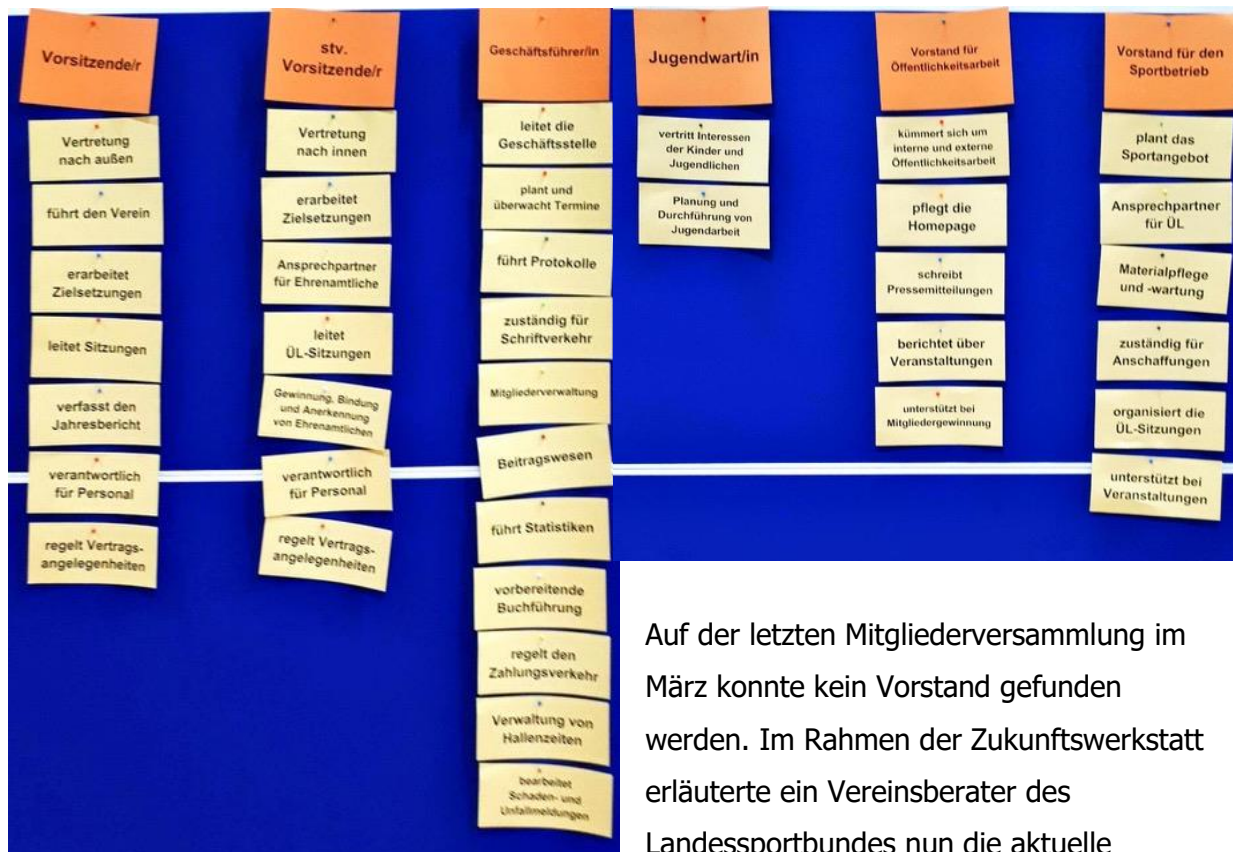 Vorsitzende/r
Vertretung
nach außen
führt den Verein
erarbeitet
Zielsetzungen
leitet Sitzungen
verfasst den
Jahresbericht
verantwortlich
für Personal
regelt Vertrags-
angelegenheiten
stv.
Vorsitzende/r
Vertretung
nach innen
erarbeitet
Zielsetzungen
Ansprechpartner
für Ehrenamtliche
leitet
ÜL-Sitzungen
Gewinnung, Bindung
und Anerkennung
von Ehrenamtlichen
verantwortlich
für Personal
regelt Vertrags-
angelegenheiten
Geschäftsführer/in
leitet die
Geschäftsstelle
plant und
überwacht Termine
führt Protokolle
zuständig für
Schriftverkehr
Mitgliederverwaltung
Beitragswesen
führt Statistiken
vorbereitende
Buchführung
regelt den
Zahlungsverkehr
Verwaltung von
Hallenzeiten
bearbeitet
Schaden- und
Unfallmeldungen
Jugendwart/in
vertritt Interessen
der Kinder und
Jugendlichen
Planung und
Durchführung von
Jugendarbeit
Vorstand für
Öffentlichkeitsarbeit
kümmert sich um
interne und externe
Öffentlichkeitsarbeit
pflegt die
Homepage
schreibt
Pressemitteilungen
berichtet über
Veranstaltungen
unterstützt bei
Mitgliedergewinnung
Vorstand für den
Sportbetrieb
plant das
Sportangebot
Ansprechpartner
für ÜL
Materialpflege
und -wartung
zuständig für
Anschaffungen
organisiert die
ÜL-Sitzungen
unterstützt bei
Veranstaltungen
Auf der letzten Mitgliederversammlung im
März konnte kein Vorstand gefunden
werden. Im Rahmen der Zukunftswerkstatt
erläuterte ein Vereinsberater des
Landessportbundes nun die aktuelle